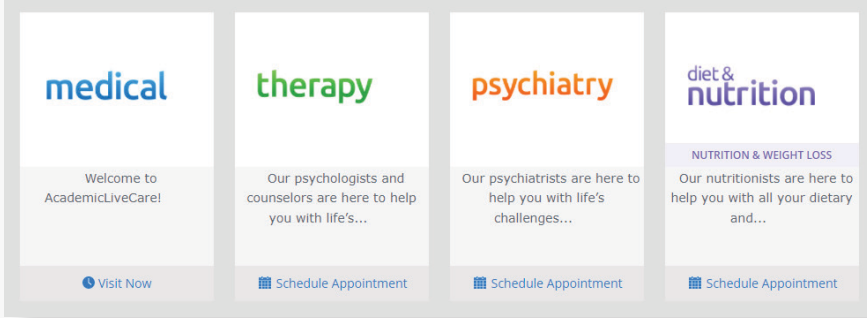 medical
Welcome to
AcademicLiveCare!
Visit Now
therapy
Our psychologists and
counselors are here to help
you with life's...
Schedule Appointment
psychiatry
Our psychiatrists are here to
help you with life's
challenges...
Schedule Appointment
diet &
nutrition
NUTRITION & WEIGHT LOSS
Our nutritionists are here to
help you with all your dietary
and...
Schedule Appointment